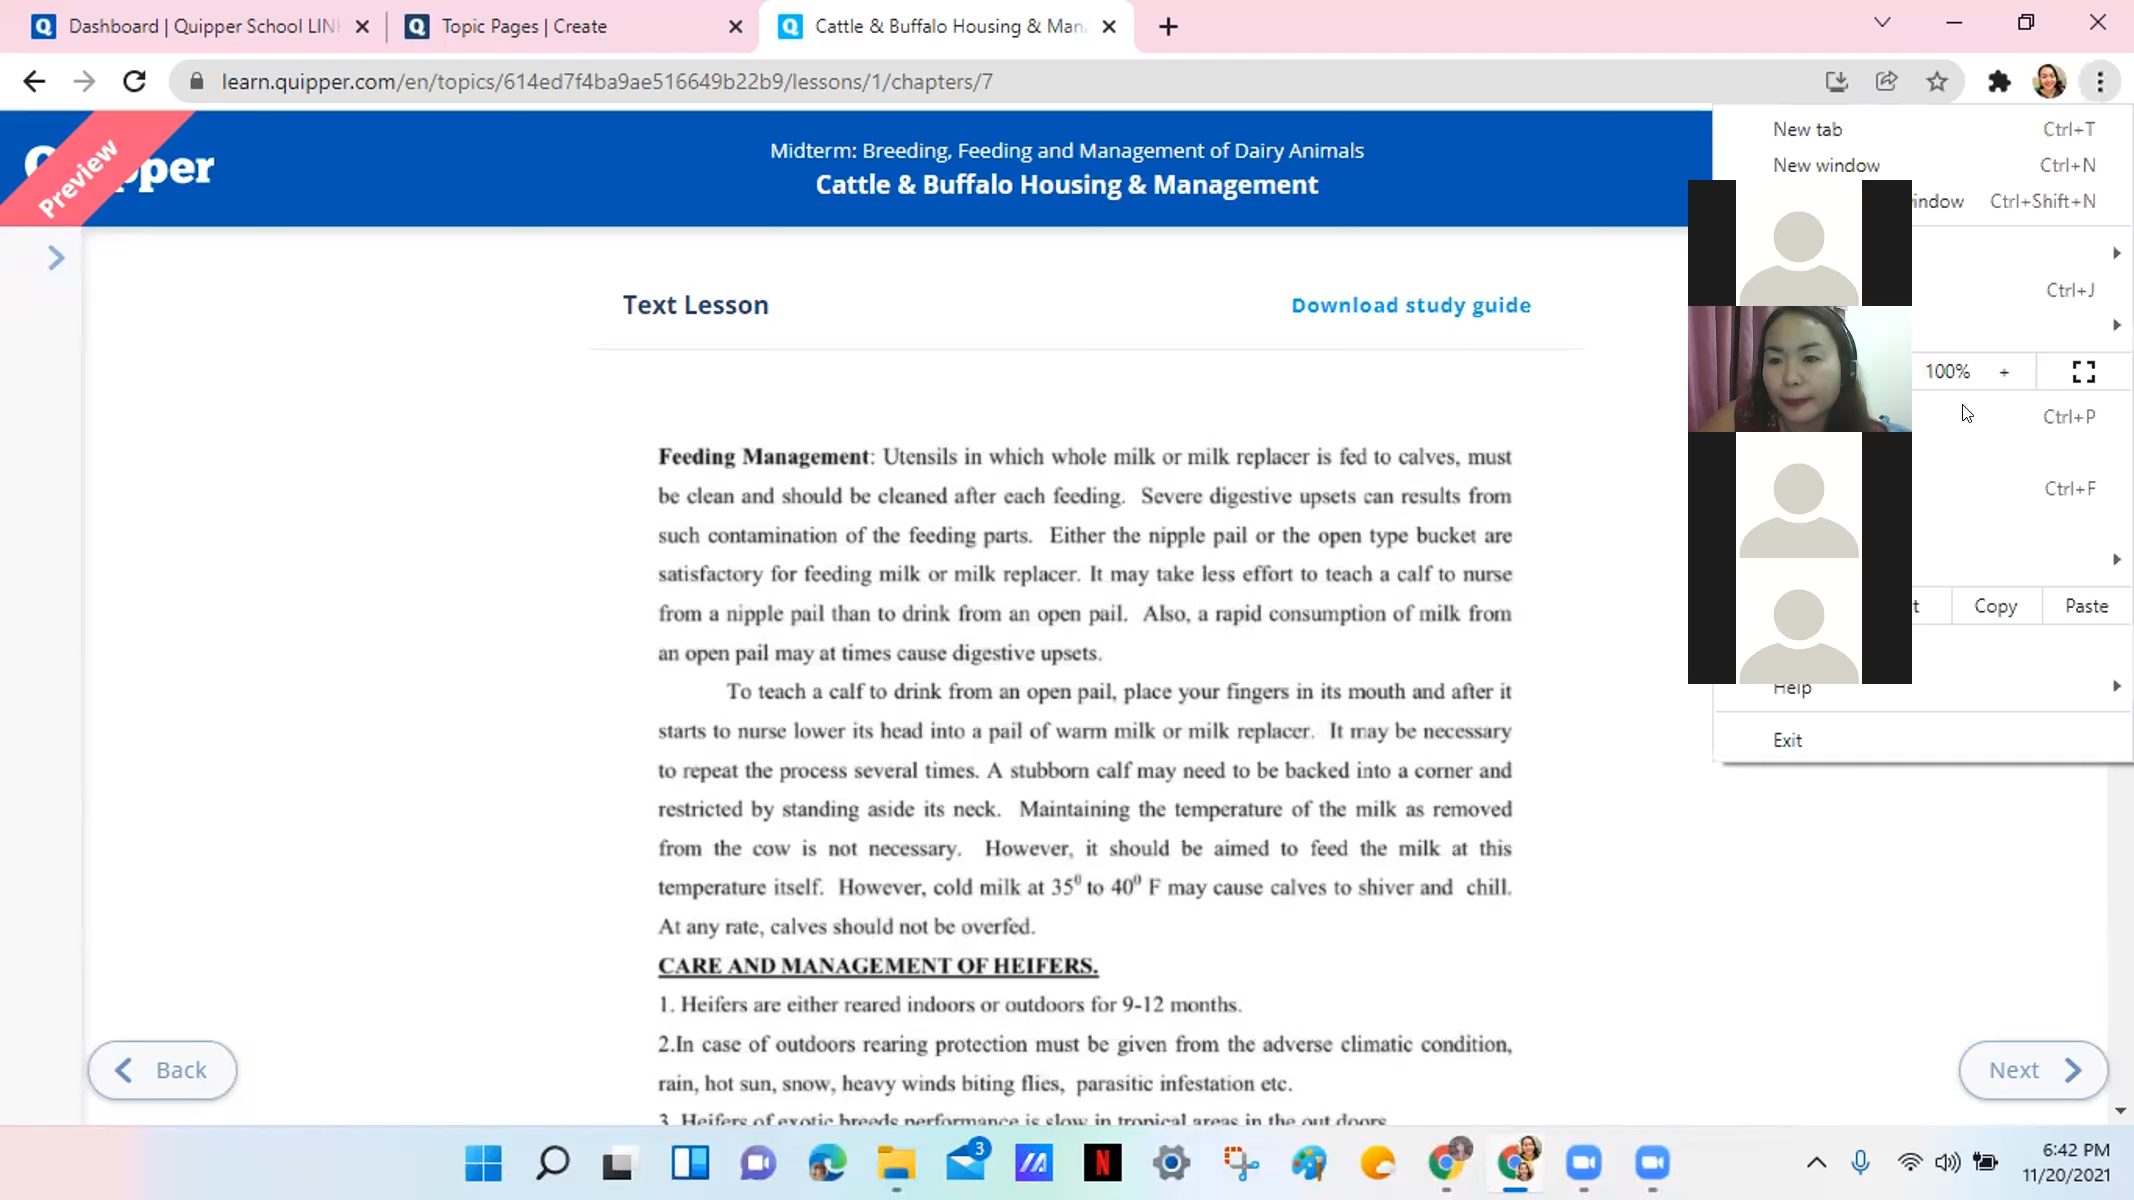 Dashboard | Quipper School LIN
Topic Pages | Create
Cattle & Buffalo Housing & Man
learn.quipper.com/en/topics/614ed7f4ba9ae516649b22b9/lessons/1/chapters/7
New tab Ctrl+T
New window Ctrl+N
indow Ctrl+Shift+N
Ctrl+J
100% +
Ctrl+P
Ctrl+F
t Copy Paste
Help
Exit
Preview
pper
Midterm: Breeding, Feeding and Management of Dairy Animals
Cattle & Buffalo Housing & Management
Text Lesson
Download study guide
Feeding Management: Utensils in which whole milk or milk replacer is fed to calves, must
be clean and should be cleaned after each feeding. Severe digestive upsets can results from
such contamination of the feeding parts. Either the nipple pail or the open type bucket are
satisfactory for feeding milk or milk replacer. It may take less effort to teach a calf to nurse
from a nipple pail than to drink from an open pail. Also, a rapid consumption of milk from
an open pail may at times cause digestive upsets.
To teach a calf to drink from an open pail, place your fingers in its mouth and after it
starts to nurse lower its head into a pail of warm milk or milk replacer. It may be necessary
to repeat the process several times. A stubborn calf may need to be backed into a corner and
restricted by standing aside its neck. Maintaining the temperature of the milk as removed
from the cow is not necessary. However, it should be aimed to feed the milk at this
temperature itself. However, cold milk at 35⁰ to 40⁰ F may cause calves to shiver and chill.
At any rate, calves should not be overfed.
CARE AND MANAGEMENT OF HEIFERS.
1. Heifers are either reared indoors or outdoors for 9-12 months.
2.In case of outdoors rearing protection must be given from the adverse climatic condition,
rain, hot sun, snow, heavy winds biting flies, parasitic infestation etc.
3. Heifers of exotic breeds performance is slow in tropical areas in the out doors
Back
Next
3
N
6:42 PM
11/20/2021